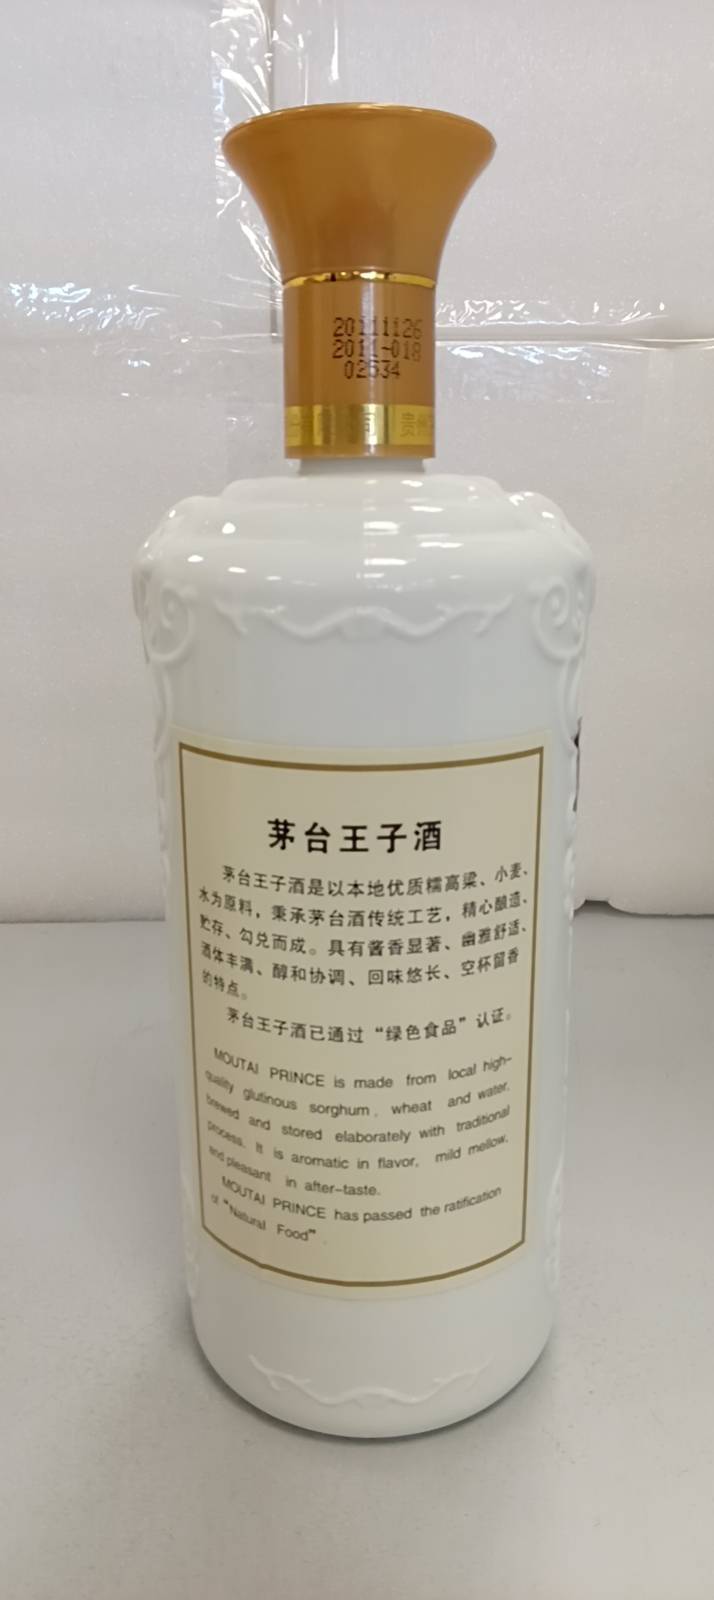 20111126
2011-018
02534
贵州
茅台王子酒
茅台王子酒是以本地优质糯高粱、小麦、
水为原料，秉承茅台酒传统工艺，精心酿造、
贮存、勾兑而成。具有酱香显著、幽雅舒适、
酒体丰满、醇和协调、回味悠长、空杯留香
的特点。
茅台王子酒已通过“绿色食品”认证。
MOUTAI PRINCE is made from local high-
quality glutinous sorghum, wheat and water.
brewed and stored elaborately with traditional
process. It is aromatic in flavor, mild mellow,
and pleasant in after-taste.
MOUTAI PRINCE has passed the ratification
of "Natural Food"